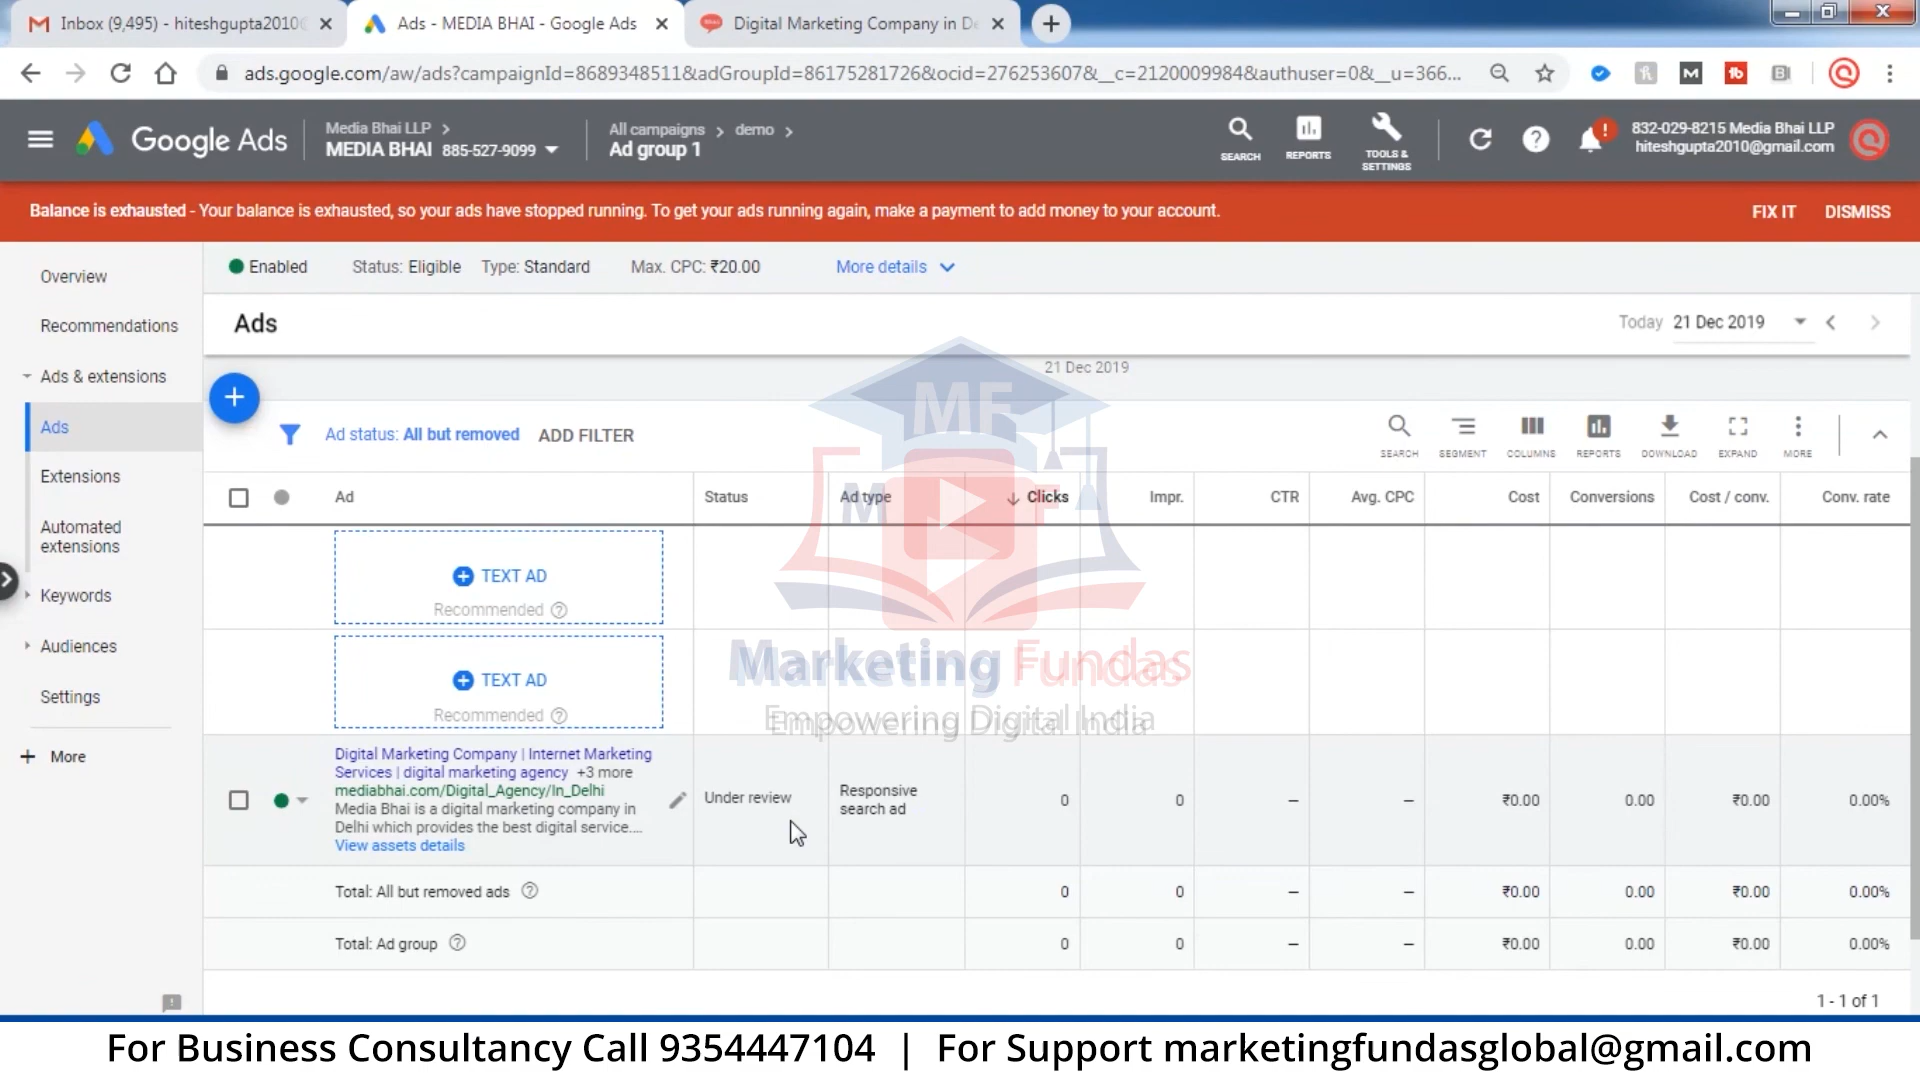 Inbox (9,495) - hiteshgupta2010
Ads - MEDIA BHAI - Google Ads
Digital Marketing Company in De
ads.google.com/aw/ads?campaignId=8689348511&adGroupId=86175281726&ocid=276253607&__c=2120009984&authuser=0&__u=366...
Google Ads
Media Bhai LLP
MEDIA BHAI 885-527-9099
All campaigns > demo >
Ad group 1
SEARCH
REPORTS
TOOLS & SETTINGS
832-029-8215 Media Bhai LLP
hiteshgupta2010@gmail.com
Balance is exhausted - Your balance is exhausted, so your ads have stopped running. To get your ads running again, make a payment to add money to your account.
FIX IT
DISMISS
Overview
Recommendations
Ads & extensions
Ads
Extensions
Automated
extensions
Keywords
Audiences
Settings
+ More
Enabled
Status: Eligible
Type: Standard
Max. CPC: ₹20.00
More details
Ads
Today 21 Dec 2019
21 Dec 2019
Ad status: All but removed
ADD FILTER
SEARCH
SEGMENT
COLUMNS
REPORTS
DOWNLOAD
EXPAND
MORE
Ad
Status
Ad type
Clicks
Impr.
CTR
Avg. CPC
Cost
Conversions
Cost / conv.
Conv. rate
TEXT AD
Recommended
TEXT AD
Recommended
Digital Marketing Company | Internet Marketing
Services | digital marketing agency +3 more
mediabhai.com/Digital_Agency/In_Delhi
Media Bhai is a digital marketing company in
Delhi which provides the best digital service....
View assets details
Under review
Responsive
search ad
0 0 – – ₹0.00 0.00 ₹0.00 0.00%
Total: All but removed ads
0 0 – – ₹0.00 0.00 ₹0.00 0.00%
Total: Ad group
0 0 – – ₹0.00 0.00 ₹0.00 0.00%
1 - 1 of 1
MF
Marketing Fundas
Empowering Digital India
For Business Consultancy Call 9354447104 | For Support marketingfundasglobal@gmail.com